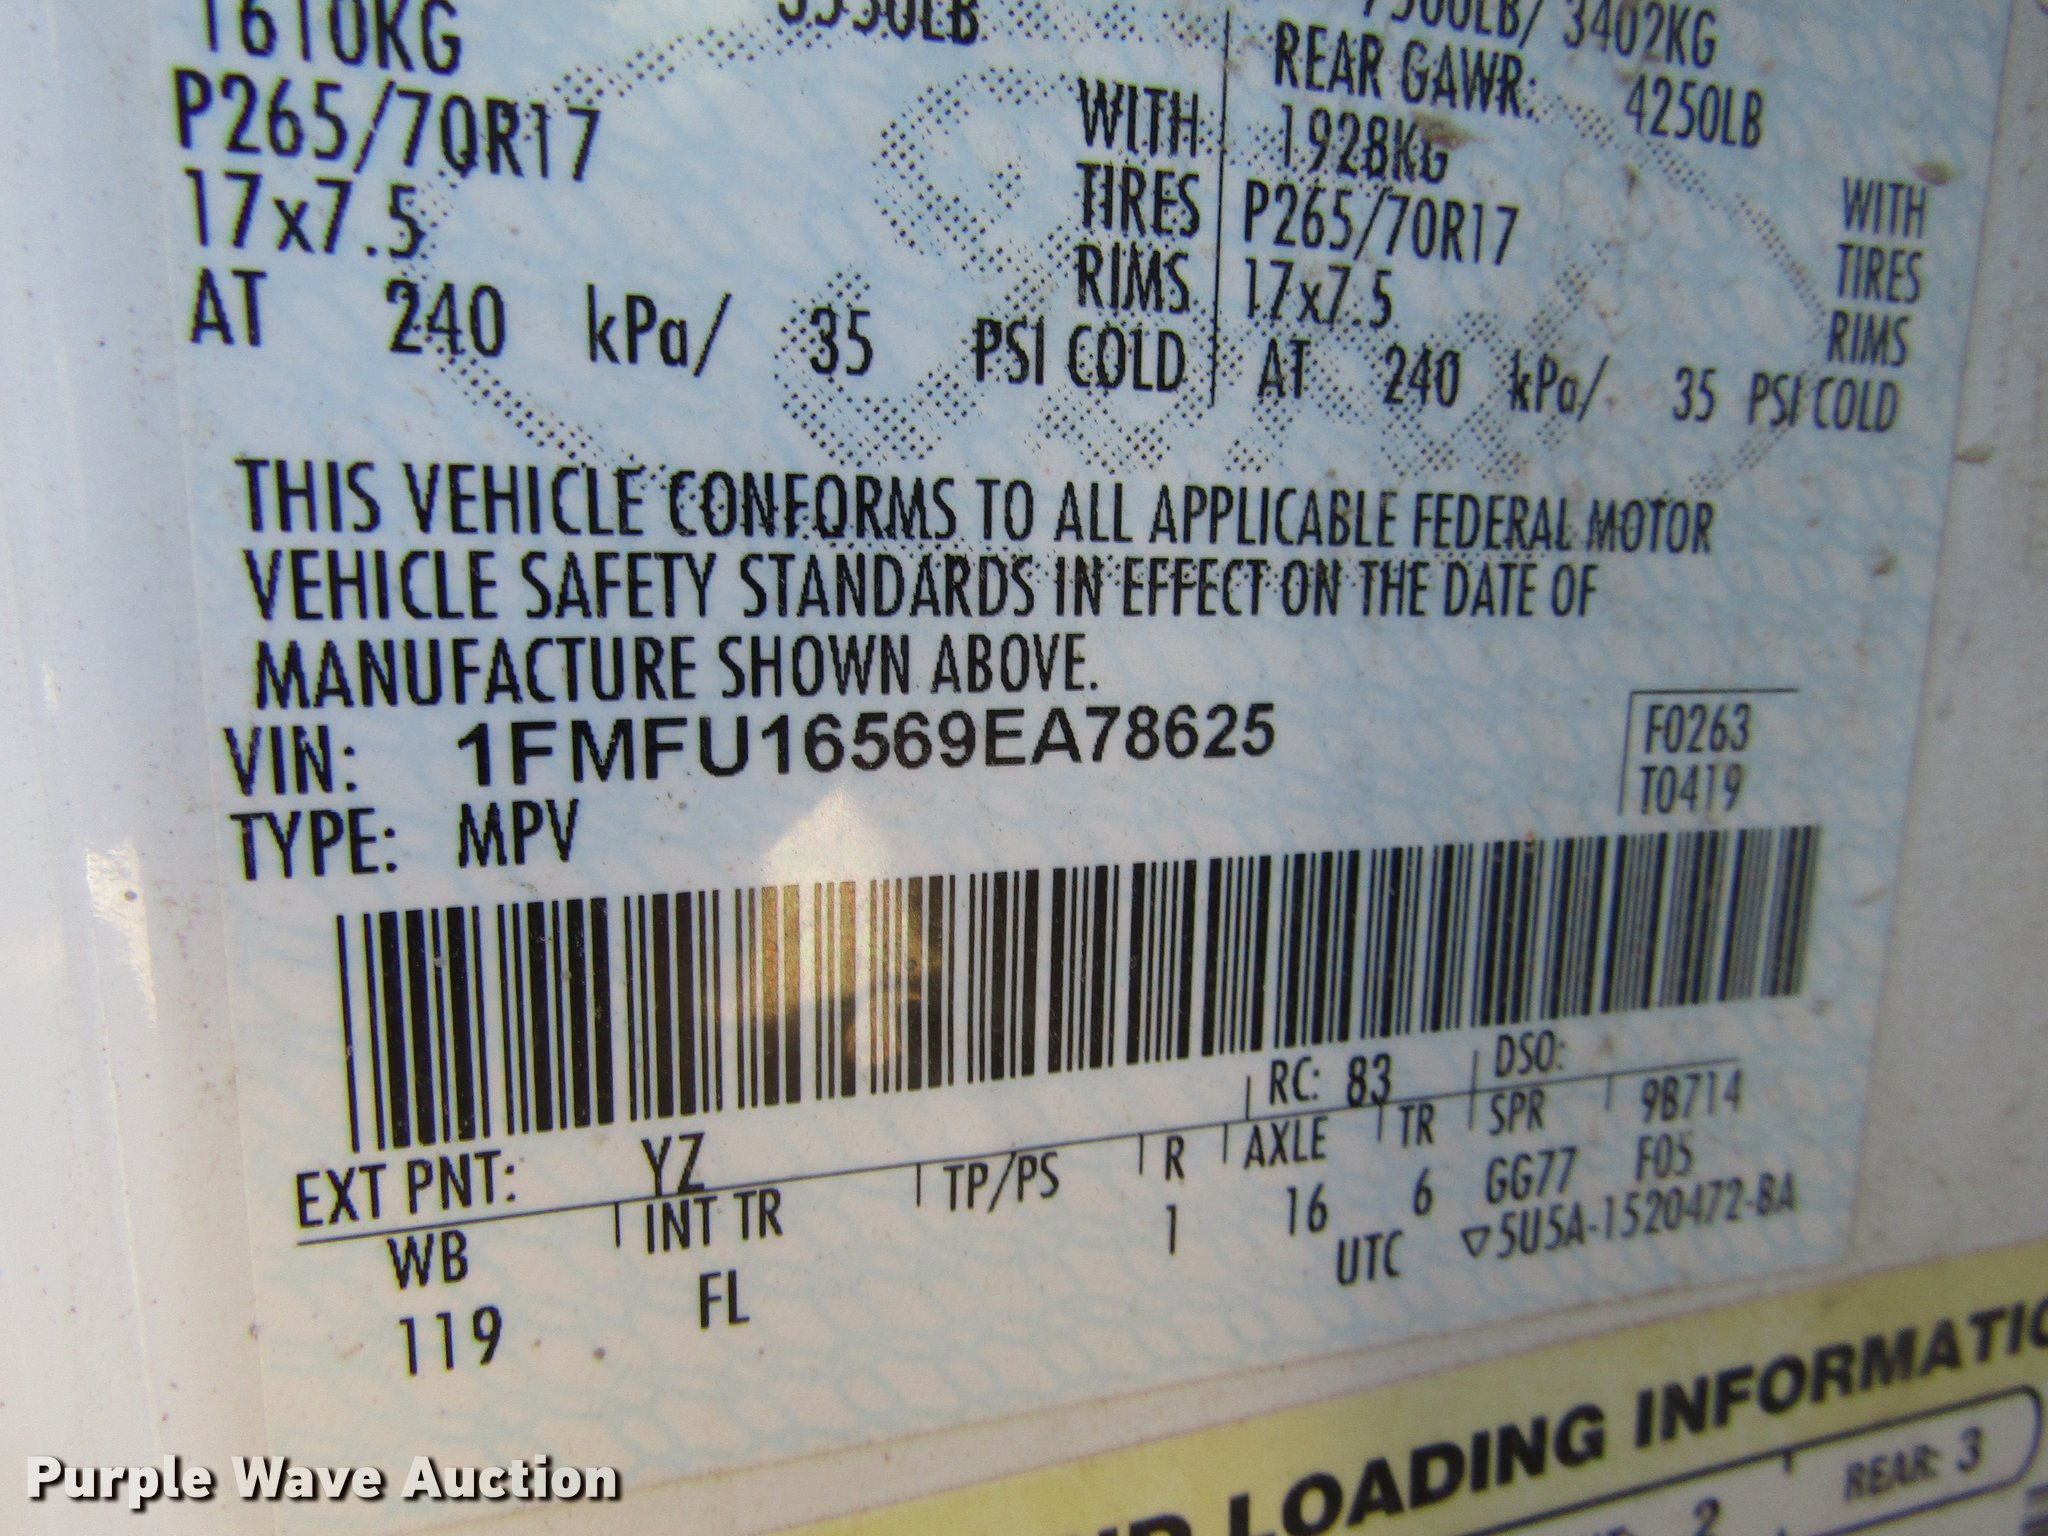 1610KG 3550LB
P265/70R17 WITH
17x7.5 TIRES
RIMS
AT 240 kPa/ 35 PSI COLD
7500LB/ 3402KG
REAR GAWR: 4250LB
1928KG WITH
P265/70R17 TIRES
17x7.5 RIMS
AT 240 kPa/ 35 PSI COLD
THIS VEHICLE CONFORMS TO ALL APPLICABLE FEDERAL MOTOR
VEHICLE SAFETY STANDARDS IN EFFECT ON THE DATE OF
MANUFACTURE SHOWN ABOVE.
VIN: 1FMFU16569EA78625
F0263
TYPE: MPV
T0419
RC: 83 DSO:
EXT PNT: YZ
WB INT TR TP/PS R AXLE TR SPR 9B714
119 FL 1 16 6 GG77 F05
UTC ▽5U5A-1520472-BA
LOADING INFORMATIO
2 REAR: 3
Purple Wave Auction